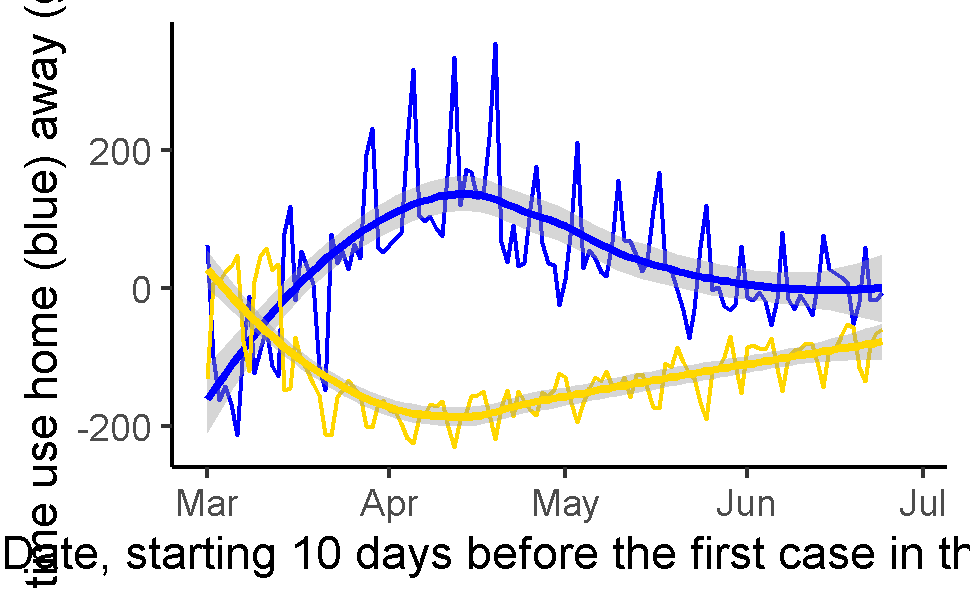 time use home (blue) away (
200
0
-200
Mar Apr May Jun Jul
Date, starting 10 days before the first case in th